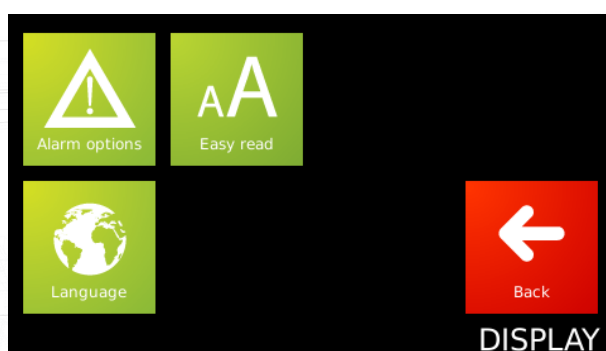 AA
Alarm options
Easy read
Language
Back
DISPLAY